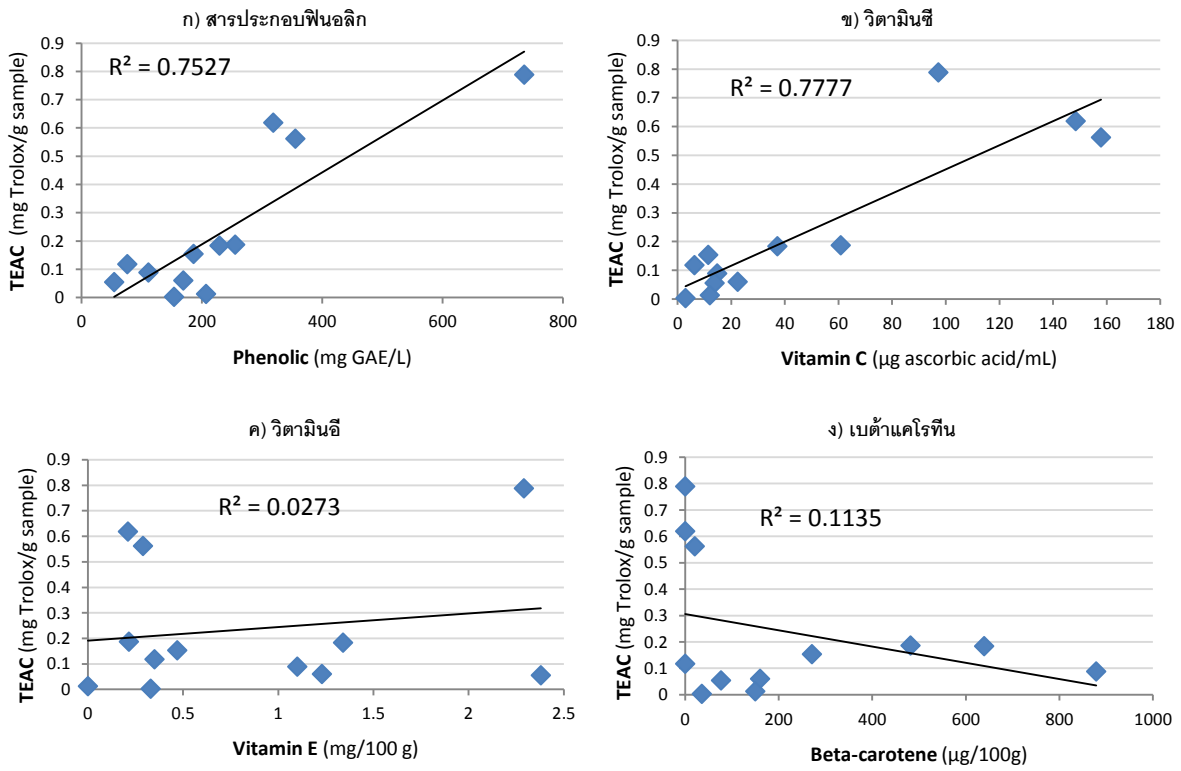 ก) สารประกอบฟีนอลิก
R² = 0.7527
TEAC (mg Trolox/g sample)
0.9
0.8
0.7
0.6
0.5
0.4
0.3
0.2
0.1
0
0 200 400 600 800
Phenolic (mg GAE/L)
ข) วิตามินซี
R² = 0.7777
TEAC (mg Trolox/g sample)
0.9
0.8
0.7
0.6
0.5
0.4
0.3
0.2
0.1
0
0 20 40 60 80 100 120 140 160 180
Vitamin C (µg ascorbic acid/mL)
ค) วิตามินอี
R² = 0.0273
TEAC (mg Trolox/g sample)
0.9
0.8
0.7
0.6
0.5
0.4
0.3
0.2
0.1
0
0 0.5 1 1.5 2 2.5
Vitamin E (mg/100 g)
ง) เบต้าแคโรทีน
R² = 0.1135
TEAC (mg Trolox/g sample)
0.9
0.8
0.7
0.6
0.5
0.4
0.3
0.2
0.1
0
0 200 400 600 800 1000
Beta-carotene (µg/100g)